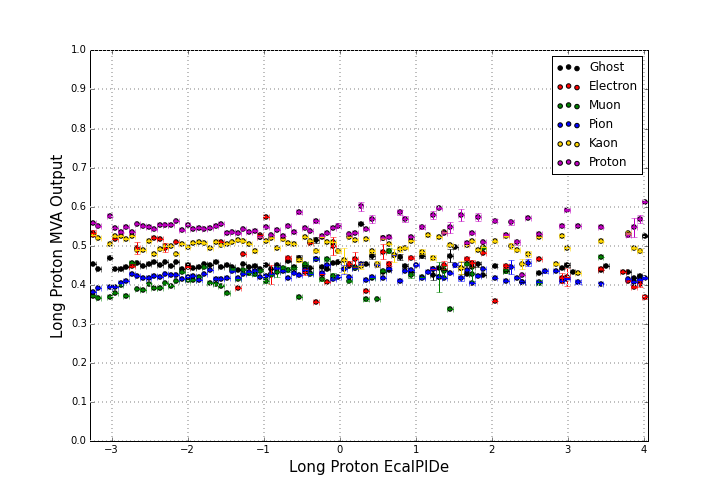 1.0
0.9
0.8
0.7
0.6
0.5
0.4
0.3
0.2
0.1
0.0
Long Proton MVA Output
Ghost
Electron
Muon
Pion
Kaon
Proton
−3 −2 −1 0 1 2 3 4
Long Proton EcalPIDe